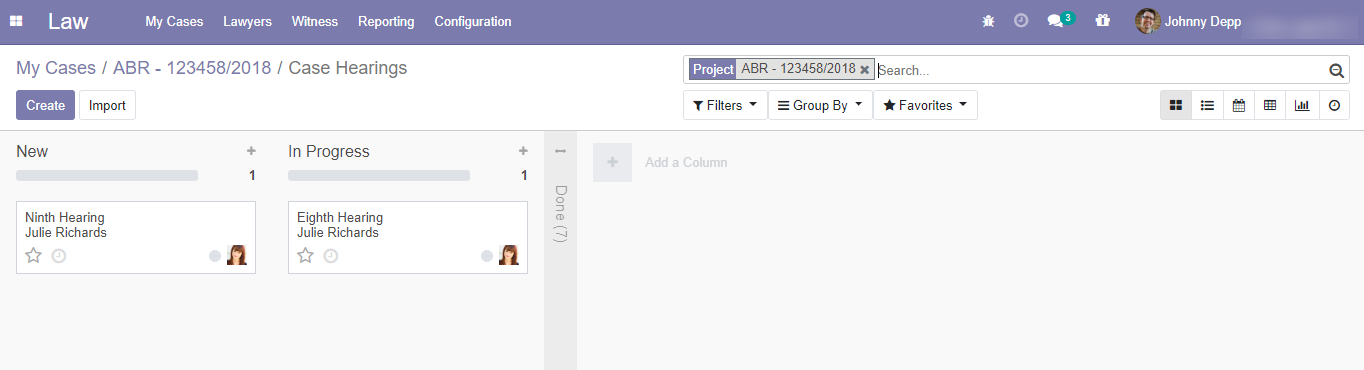 Law My Cases Lawyers Witness Reporting Configuration 3 Johnny Depp
My Cases / ABR - 123458/2018 / Case Hearings
Project ABR - 123458/2018 Search...
Create Import
Filters Group By Favorites
New
1
Ninth Hearing
Julie Richards
In Progress
1
Eighth Hearing
Julie Richards
Done (7)
Add a Column